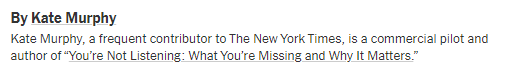 By Kate Murphy
Kate Murphy, a frequent contributor to The New York Times, is a commercial pilot and
author of “You’re Not Listening: What You’re Missing and Why It Matters.”